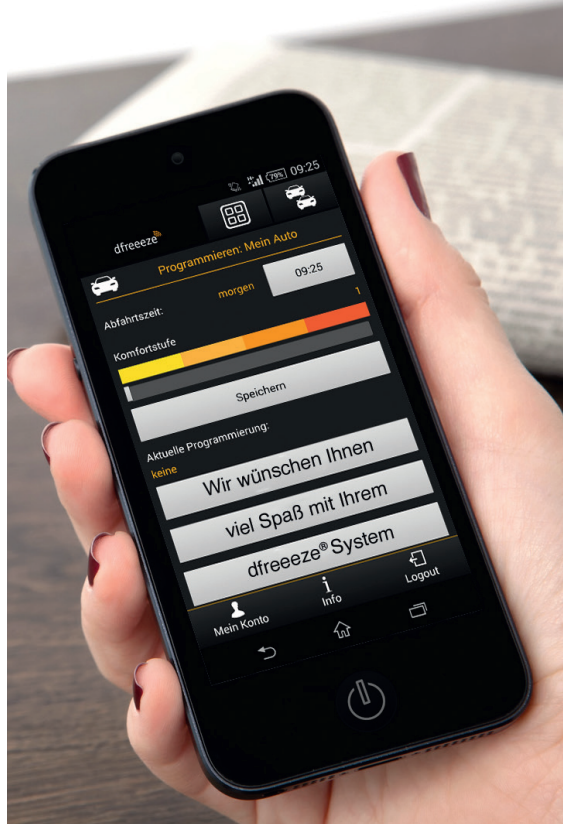 79% 09:25
dfreeeze
Programmieren: Mein Auto
Abfahrtszeit: morgen 09:25
Komfortstufe 1
Speichern
Aktuelle Programmierung:
keine
Wir wünschen Ihnen
viel Spaß mit Ihrem
dfreeeze® System
Mein Konto Info Logout